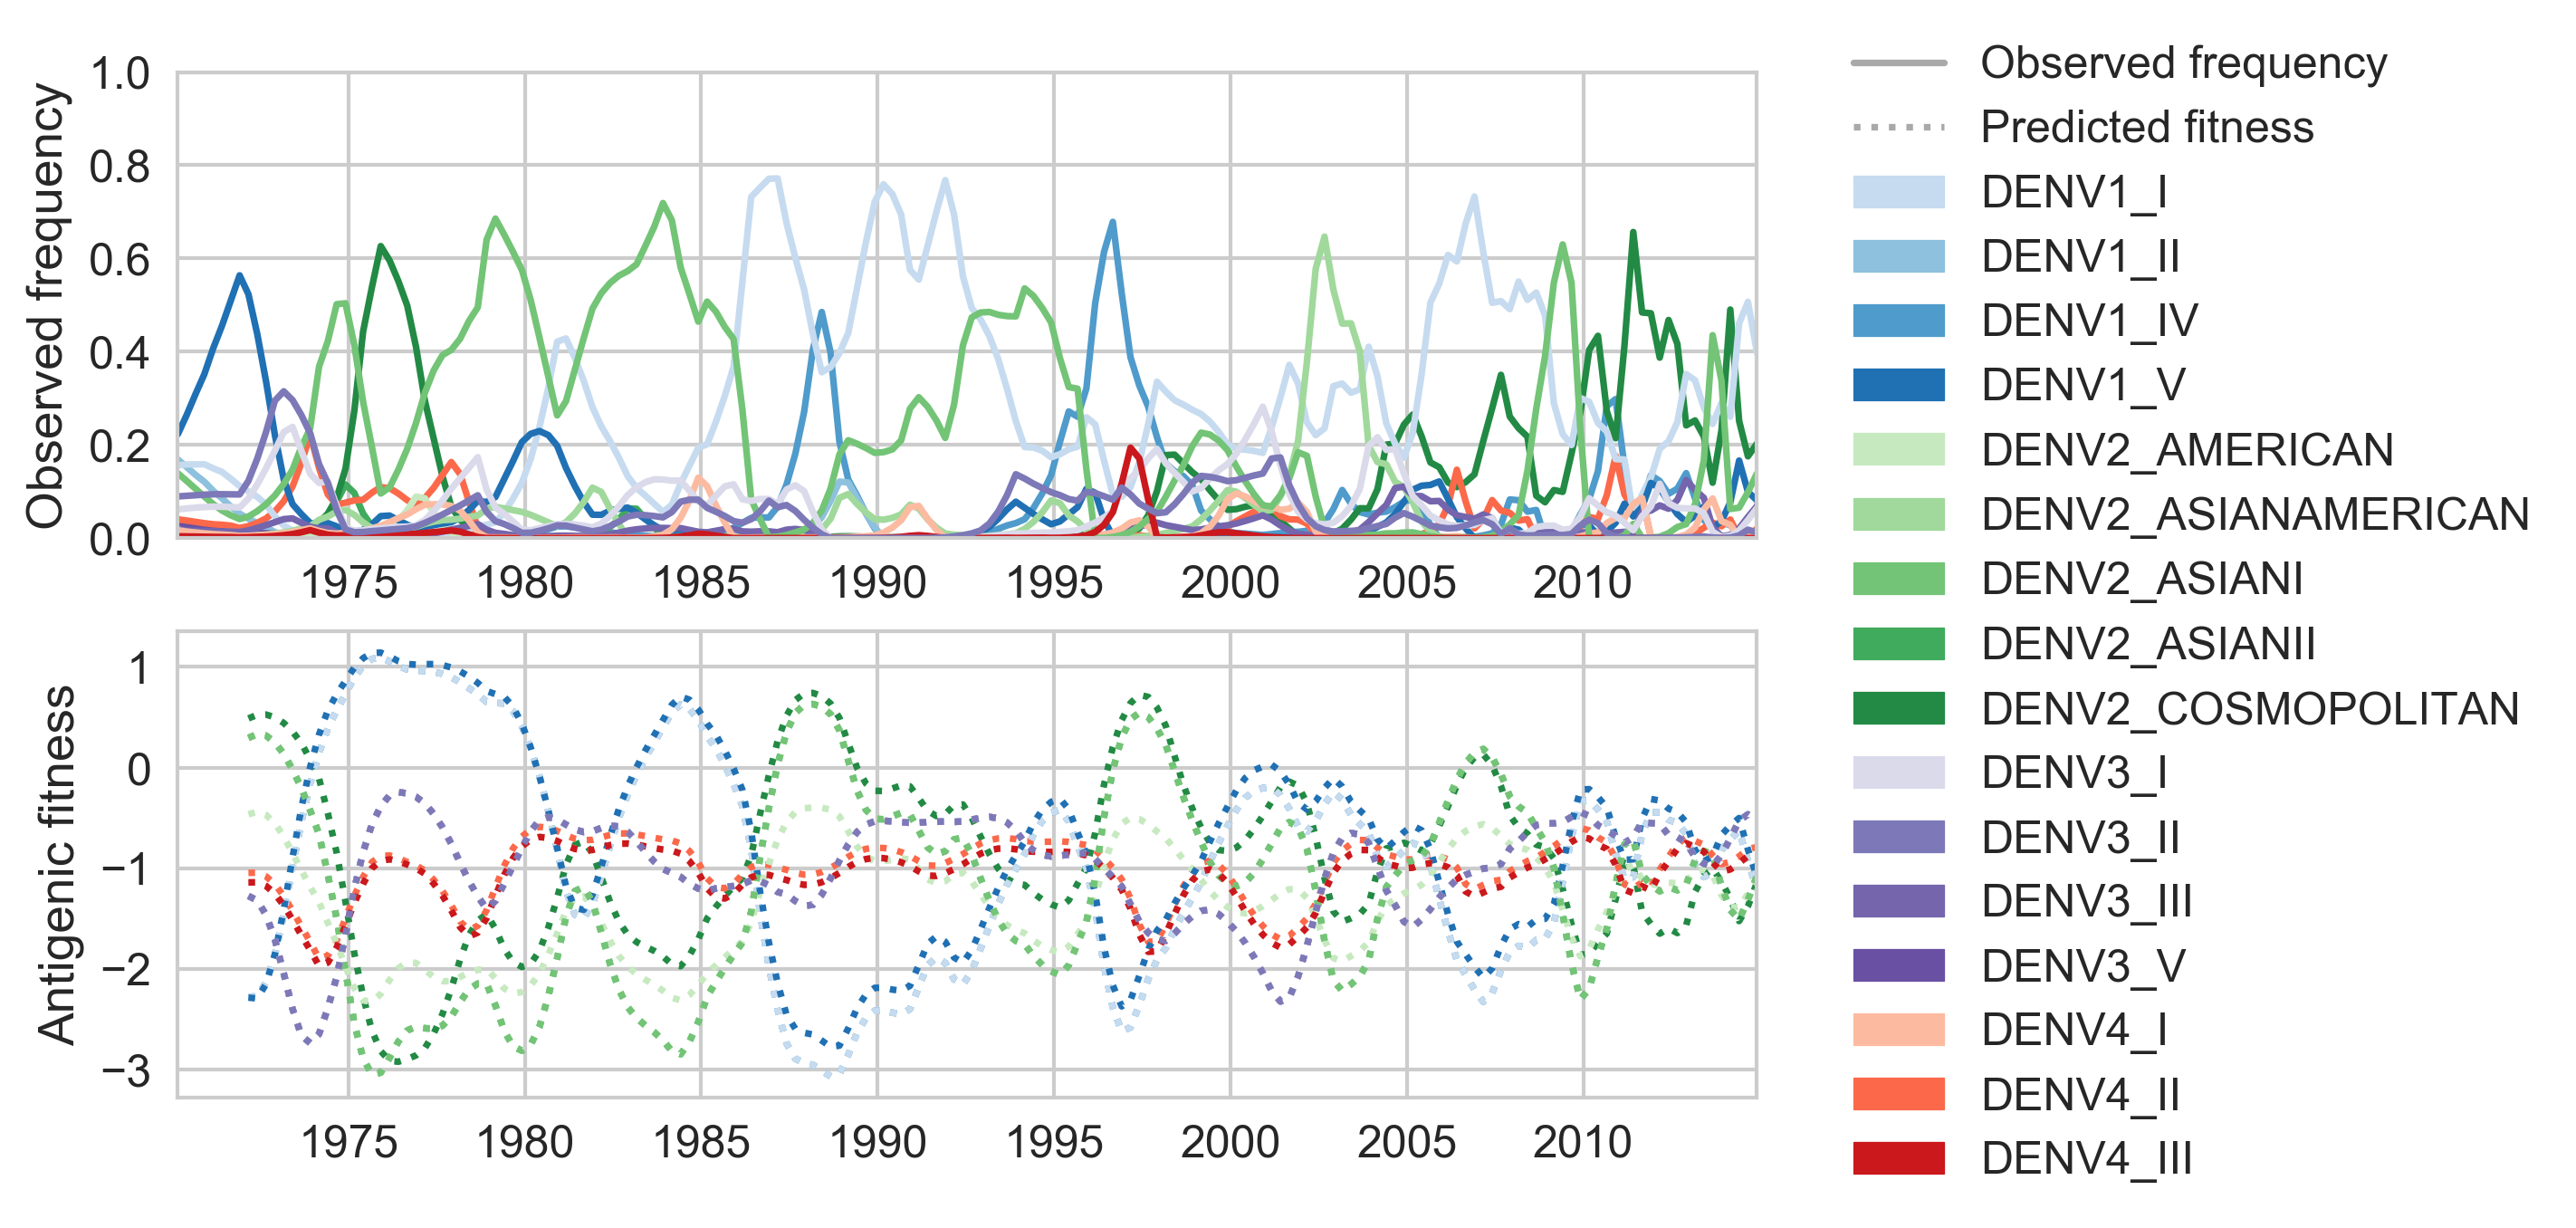 Observed frequency
1.0
0.8
0.6
0.4
0.2
0.0
1975 1980 1985 1990 1995 2000 2005 2010
Antigenic fitness
1
0
−1
−2
−3
1975 1980 1985 1990 1995 2000 2005 2010
Observed frequency
Predicted fitness
DENV1_I
DENV1_II
DENV1_IV
DENV1_V
DENV2_AMERICAN
DENV2_ASIANAMERICAN
DENV2_ASIANI
DENV2_ASIANII
DENV2_COSMOPOLITAN
DENV3_I
DENV3_II
DENV3_III
DENV3_V
DENV4_I
DENV4_II
DENV4_III